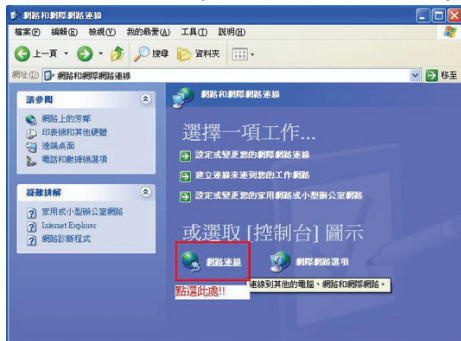 網路和網際網路連線
檔案(F) 編輯(E) 檢視(V) 我的最愛(A) 工具(T) 說明(H)
上一頁 搜尋 資料夾
網址(D) 網路和網際網路連線 移至
請參閱
網路上的芳鄰
印表機和其他硬體
遠端桌面
電話和數據機選項
疑難排解
家用或小型辦公室網路
Internet Explorer
網路診斷程式
網路和網際網路連線
選擇一項工作...
設定或變更您的網際網路連線
建立連線來連到您的工作網路
設定或變更您的家用網路或小型辦公室網路
或選取 [控制台] 圖示
網路連線 網際網路選項
連線到其他的電腦、網路和網際網路。
點選此處!!